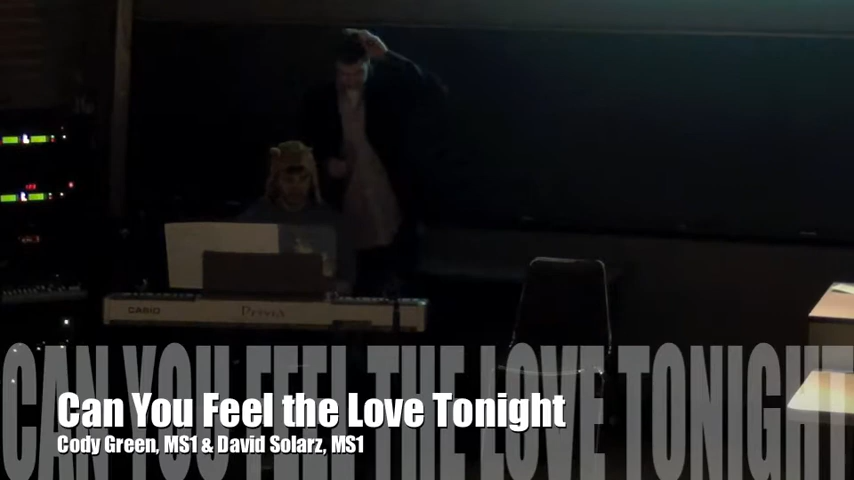 CASIO
Privia
CAN YOU FEEL THE LOVE TONIGHT
Can You Feel the Love Tonight
Cody Green, MS1 & David Solarz, MS1